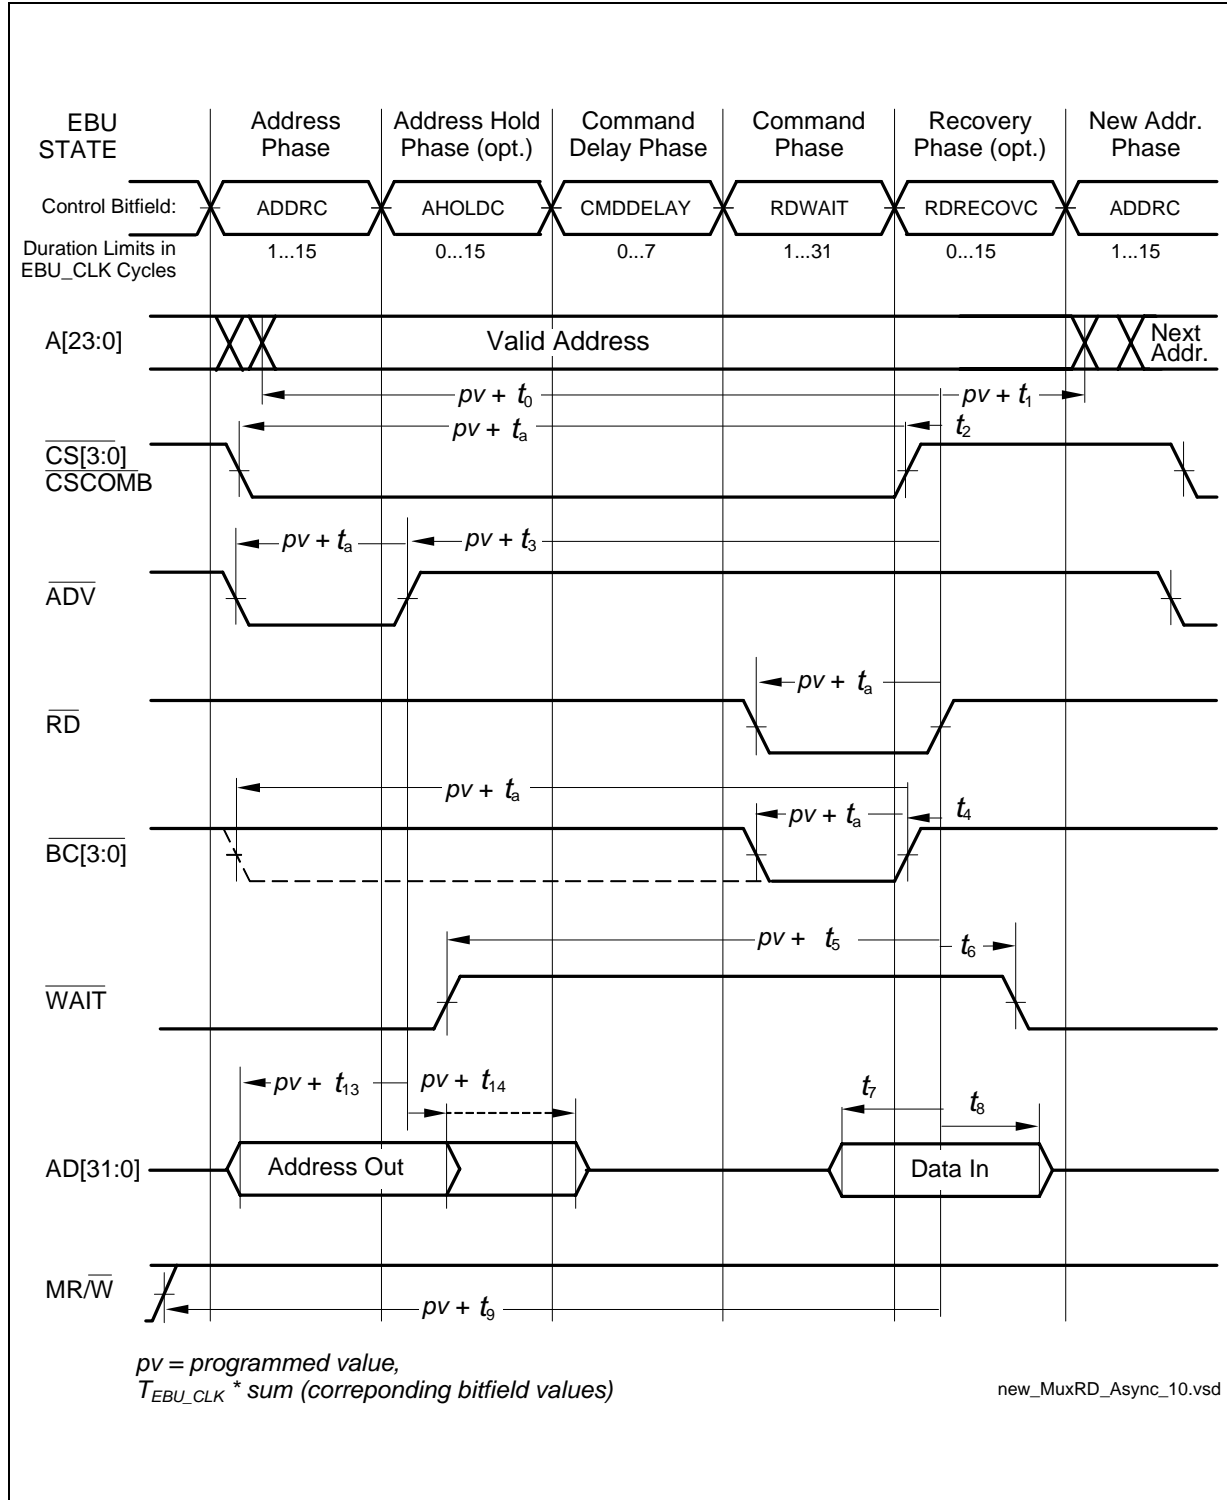 EBU STATE
Address Phase
Address Hold Phase (opt.)
Command Delay Phase
Command Phase
Recovery Phase (opt.)
New Addr. Phase
Control Bitfield: ADDRC AHOLDC CMDDELAY RDWAIT RDRECOVC ADDRC
Duration Limits in EBU_CLK Cycles 1...15 0...15 0...7 1...31 0...15 1...15
A[23:0] Valid Address Next Addr.
pv + t0 pv + t1
pv + ta t2
CS[3:0]
CSCOMB
pv + ta pv + t3
ADV
pv + ta
RD
pv + ta
pv + ta t4
BC[3:0]
pv + t5 t6
WAIT
pv + t13 pv + t14 t7 t8
AD[31:0] Address Out Data In
MR/W
pv + t9
pv = programmed value,
TEBU_CLK * sum (correponding bitfield values)
new_MuxRD_Async_10.vsd